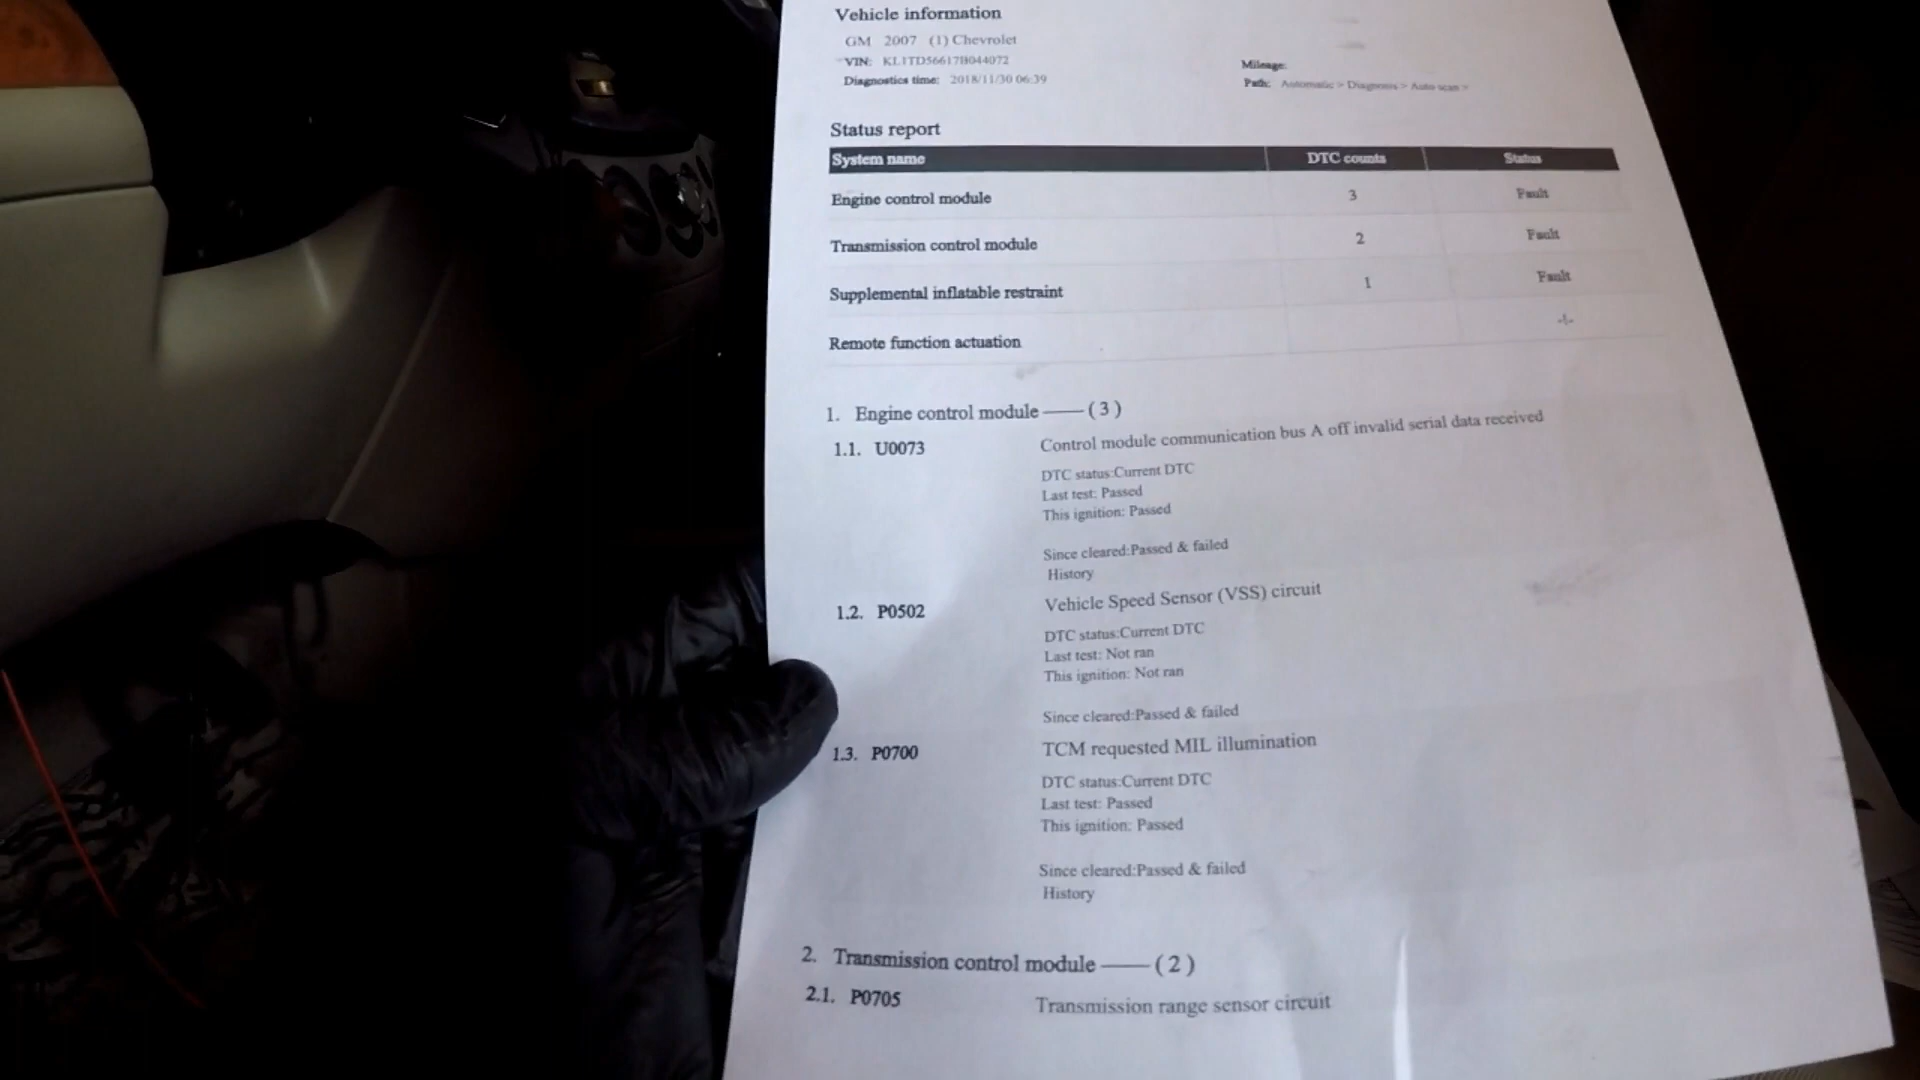 Vehicle information
GM 2007 (1) Chevrolet
VIN: KL1TD56617B044072
Mileage:
Diagnostics time: 2018/11/30 06:39
Path: Automatic > Diagnosis > Auto scan >
Status report
System name DTC counts Status
Engine control module 3 Fault
Transmission control module 2 Fault
Supplemental inflatable restraint 1 Fault
Remote function actuation -!-
1. Engine control module ——( 3 )
1.1. U0073 Control module communication bus A off invalid serial data received
DTC status:Current DTC
Last test: Passed
This ignition: Passed
Since cleared:Passed & failed
History
1.2. P0502 Vehicle Speed Sensor (VSS) circuit
DTC status:Current DTC
Last test: Not ran
This ignition: Not ran
Since cleared:Passed & failed
1.3. P0700 TCM requested MIL illumination
DTC status:Current DTC
Last test: Passed
This ignition: Passed
Since cleared:Passed & failed
History
2. Transmission control module ——( 2 )
2.1. P0705 Transmission range sensor circuit